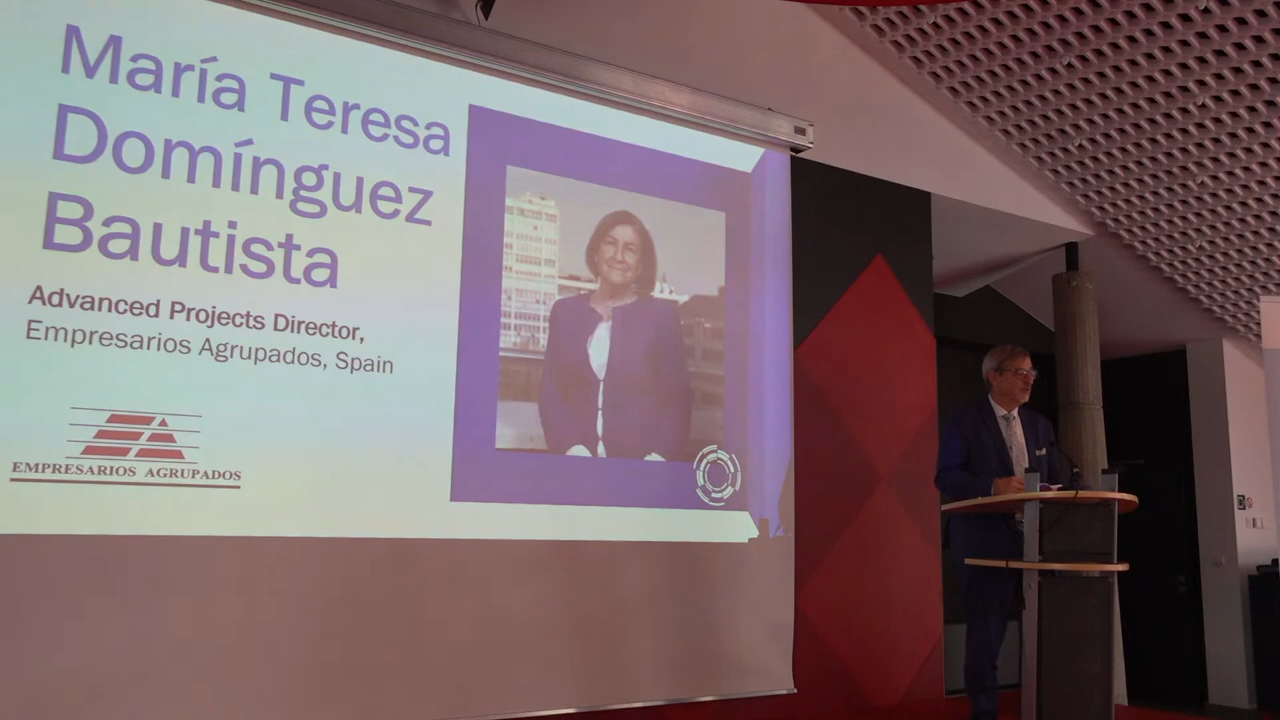 María Teresa
Domínguez
Bautista
Advanced Projects Director,
Empresarios Agrupados, Spain
EMPRESARIOS AGRUPADOS